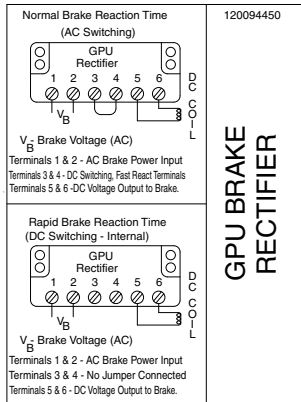 Normal Brake Reaction Time
(AC Switching)
GPU
Rectifier
1 2 3 4 5 6
VB
DC COIL
VB - Brake Voltage (AC)
Terminals 1 & 2 - AC Brake Power Input
Terminals 3 & 4 - DC Switching, Fast React Terminals
Terminals 5 & 6 -DC Voltage Output to Brake.
Rapid Brake Reaction Time
(DC Switching - Internal)
GPU
Rectifier
1 2 3 4 5 6
VB
DC COIL
VB - Brake Voltage (AC)
Terminals 1 & 2 - AC Brake Power Input
Terminals 3 & 4 - No Jumper Connected
Terminals 5 & 6 - DC Voltage Output to Brake.
120094450
GPU BRAKE
RECTIFIER